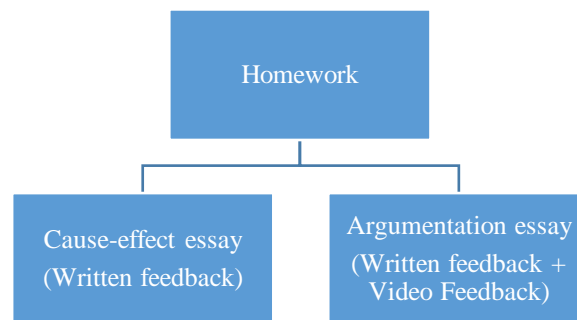 Homework
Cause-effect essay
(Written feedback)
Argumentation essay
(Written feedback +
Video Feedback)